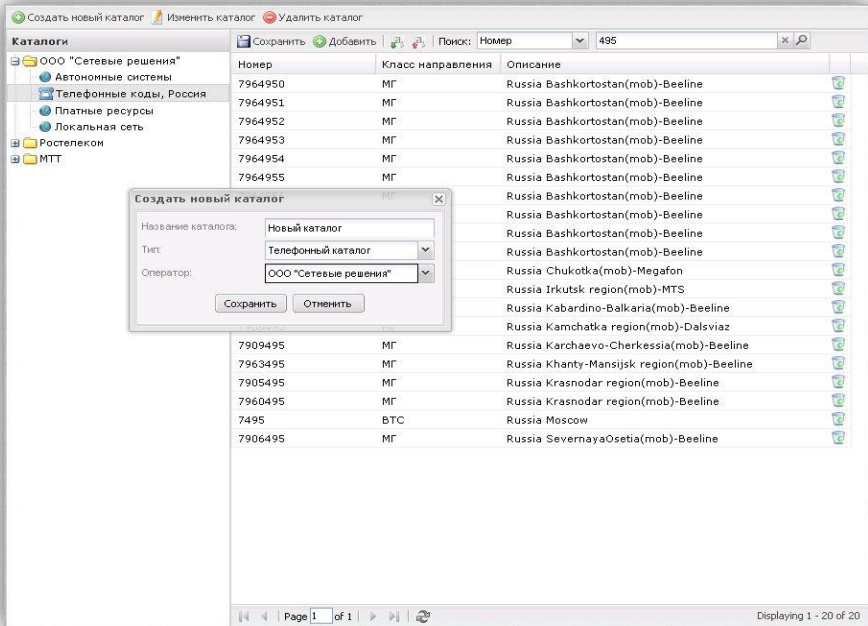 Создать новый каталог Изменить каталог Удалить каталог
Каталоги
ООО "Сетевые решения"
Автономные системы
Телефонные коды, Россия
Платные ресурсы
Локальная сеть
Ростелеком
МТТ
Сохранить Добавить Поиск: Номер 495
Номер Класс направления Описание
7964950 МГ Russia Bashkortostan(mob)-Beeline
7964951 МГ Russia Bashkortostan(mob)-Beeline
7964952 МГ Russia Bashkortostan(mob)-Beeline
7964953 МГ Russia Bashkortostan(mob)-Beeline
7964954 МГ Russia Bashkortostan(mob)-Beeline
7964955 МГ Russia Bashkortostan(mob)-Beeline
МГ Russia Bashkortostan(mob)-Beeline
Russia Bashkortostan(mob)-Beeline
Russia Bashkortostan(mob)-Beeline
Russia Bashkortostan(mob)-Beeline
Russia Chukotka(mob)-Megafon
Russia Irkutsk region(mob)-MTS
Russia Kabardino-Balkaria(mob)-Beeline
Russia Kamchatka region(mob)-Dalsviaz
7909495 МГ Russia Karchaevo-Cherkessia(mob)-Beeline
7963495 МГ Russia Khanty-Mansijsk region(mob)-Beeline
7905495 МГ Russia Krasnodar region(mob)-Beeline
7960495 МГ Russia Krasnodar region(mob)-Beeline
7495 ВТС Russia Moscow
7906495 МГ Russia SevernayaOsetia(mob)-Beeline
Создать новый каталог
Название каталога: Новый каталог
Тип: Телефонный каталог
Оператор: ООО "Сетевые решения"
Сохранить Отменить
Page 1 of 1 Displaying 1 - 20 of 20